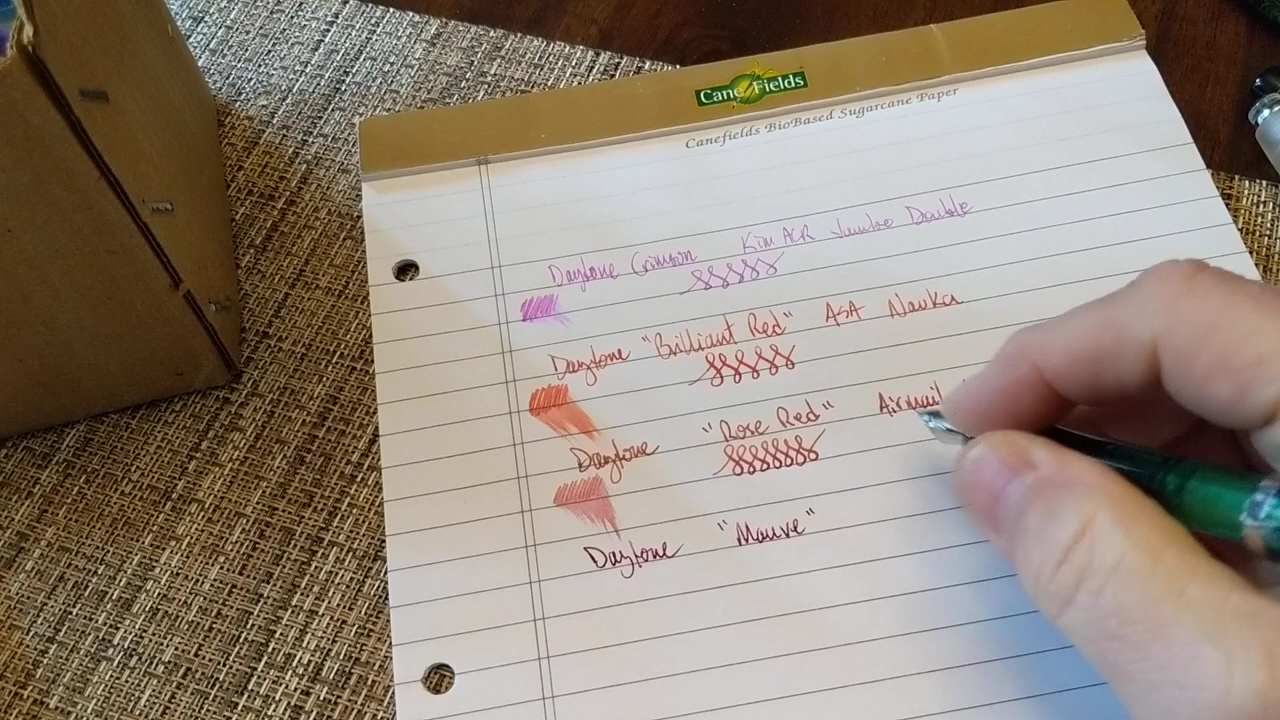 Cane Fields
Canefields BioBased Sugarcane Paper
Daytone Crimson Kim ACR Jumbo Double
Daytone "Brilliant Red" ASA Nauka
Daytone "Rose Red" Airmail
Daytone "Mauve"